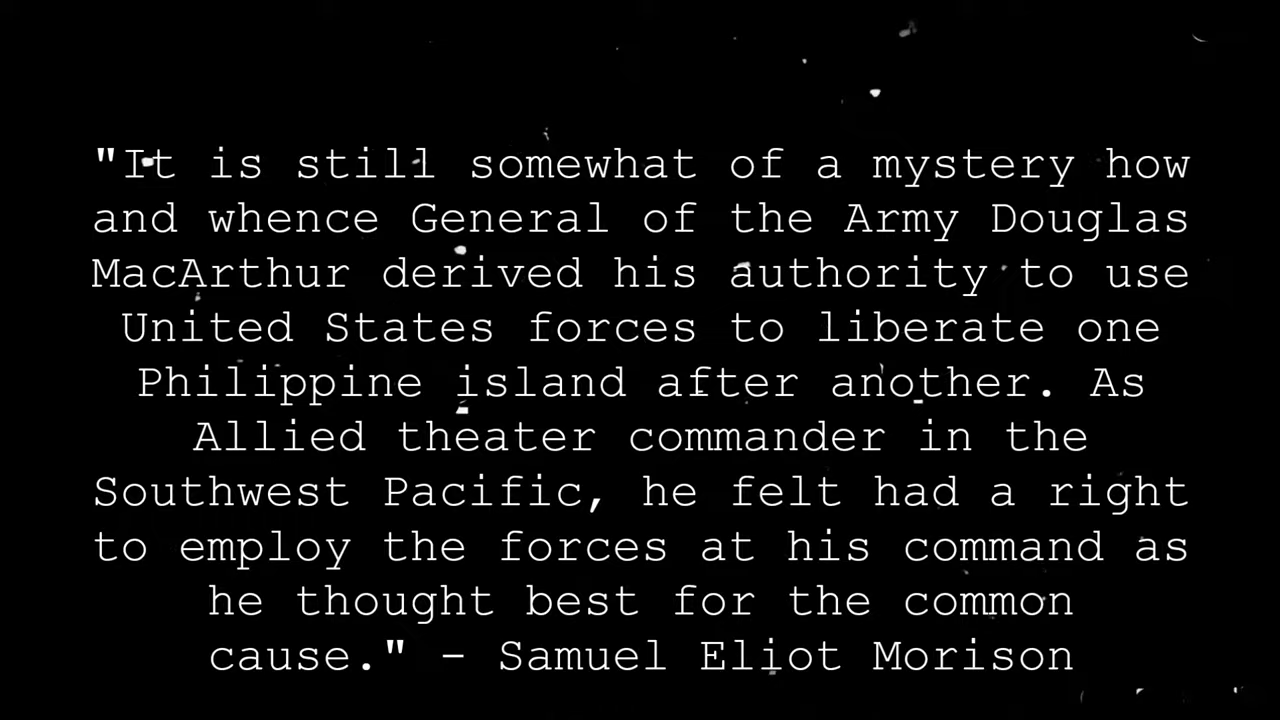 "It is still somewhat of a mystery how
and whence General of the Army Douglas
MacArthur derived his authority to use
United States forces to liberate one
Philippine island after another. As
Allied theater commander in the
Southwest Pacific, he felt had a right
to employ the forces at his command as
he thought best for the common
cause." - Samuel Eliot Morison